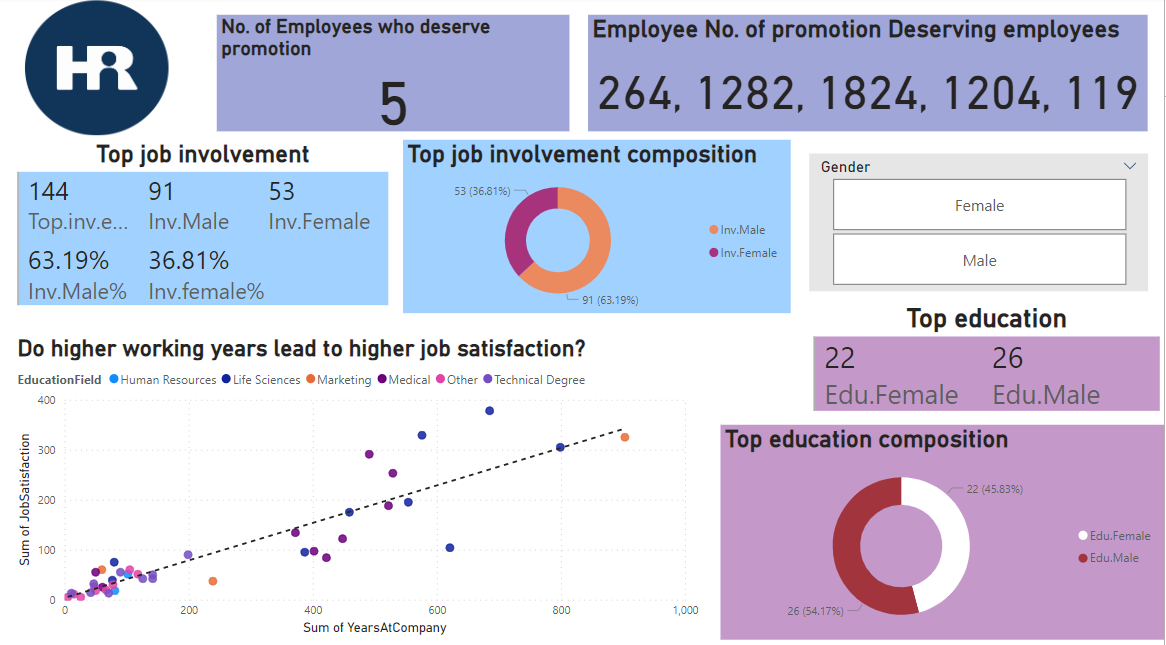 HR
No. of Employees who deserve
promotion
5
Employee No. of promotion Deserving employees
264, 1282, 1824, 1204, 119
Top job involvement
144
91
53
Top.inv.e...
Inv.Male
Inv.Female
63.19%
36.81%
Inv.Male%
Inv.female%
Top job involvement composition
53 (36.81%)
Inv.Male
Inv.Female
91 (63.19%)
Gender
Female
Male
Top education
22
26
Edu.Female
Edu.Male
Do higher working years lead to higher job satisfaction?
EducationField Human Resources Life Sciences Marketing Medical Other Technical Degree
Sum of JobSatisfaction
400
300
200
100
0
0 200 400 600 800 1,000
Sum of YearsAtCompany
Top education composition
22 (45.83%)
Edu.Female
Edu.Male
26 (54.17%)